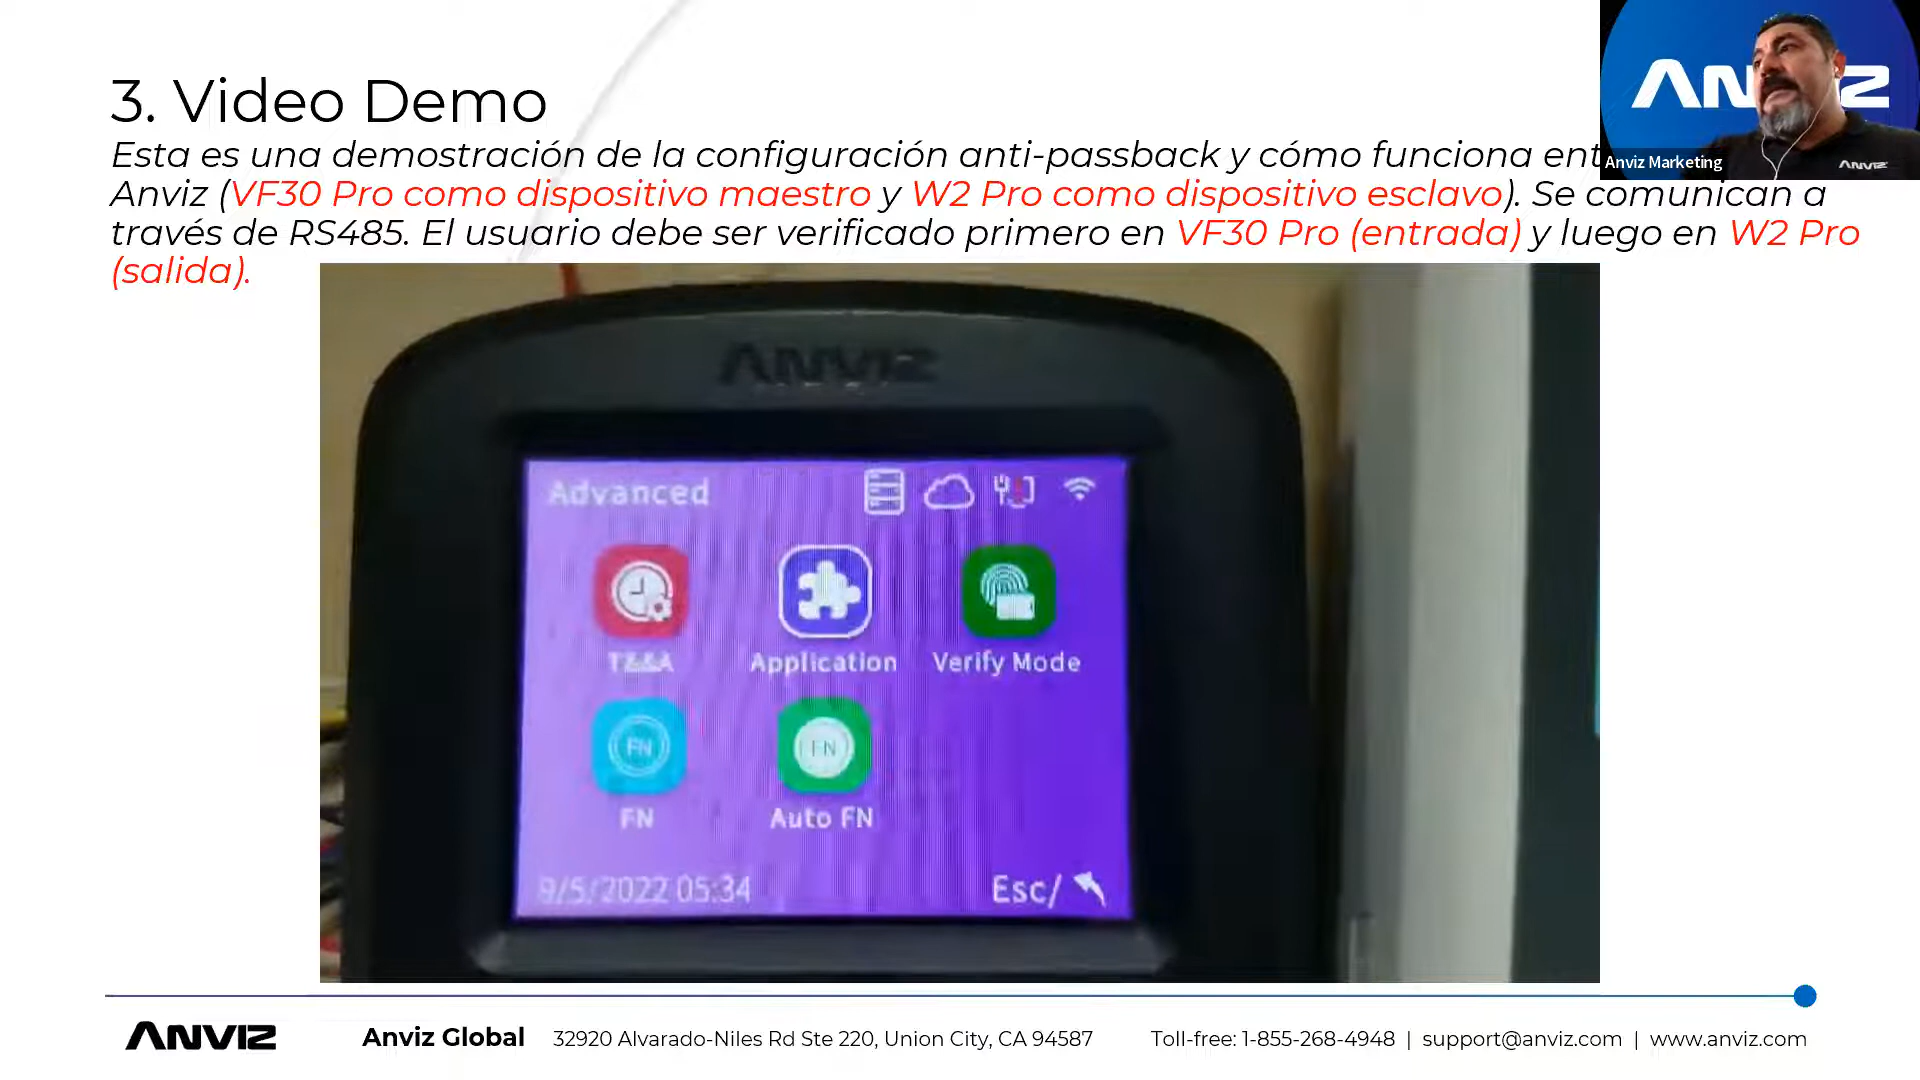 3. Video Demo
Esta es una demostración de la configuración anti-passback y cómo funciona
Anviz (VF30 Pro como dispositivo maestro y W2 Pro como dispositivo esclavo). Se comunican a
través de RS485. El usuario debe ser verificado primero en VF30 Pro (entrada) y luego en W2 Pro
(salida).
ANVIZ
Anviz Marketing
ANVIZ
ANVIZ
Advanced
T&A Application Verify Mode
FN Auto FN
9/5/2022 05:34 Esc/
ANVIZ Anviz Global 32920 Alvarado-Niles Rd Ste 220, Union City, CA 94587 Toll-free: 1-855-268-4948 | support@anviz.com | www.anviz.com